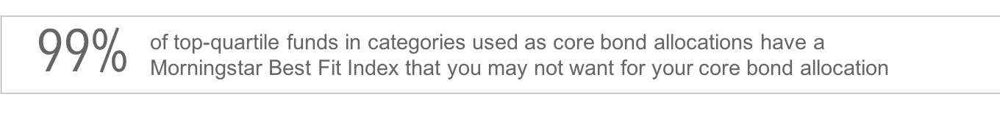 99%
of top-quartile funds in categories used as core bond allocations have a
Morningstar Best Fit Index that you may not want for your core bond allocation